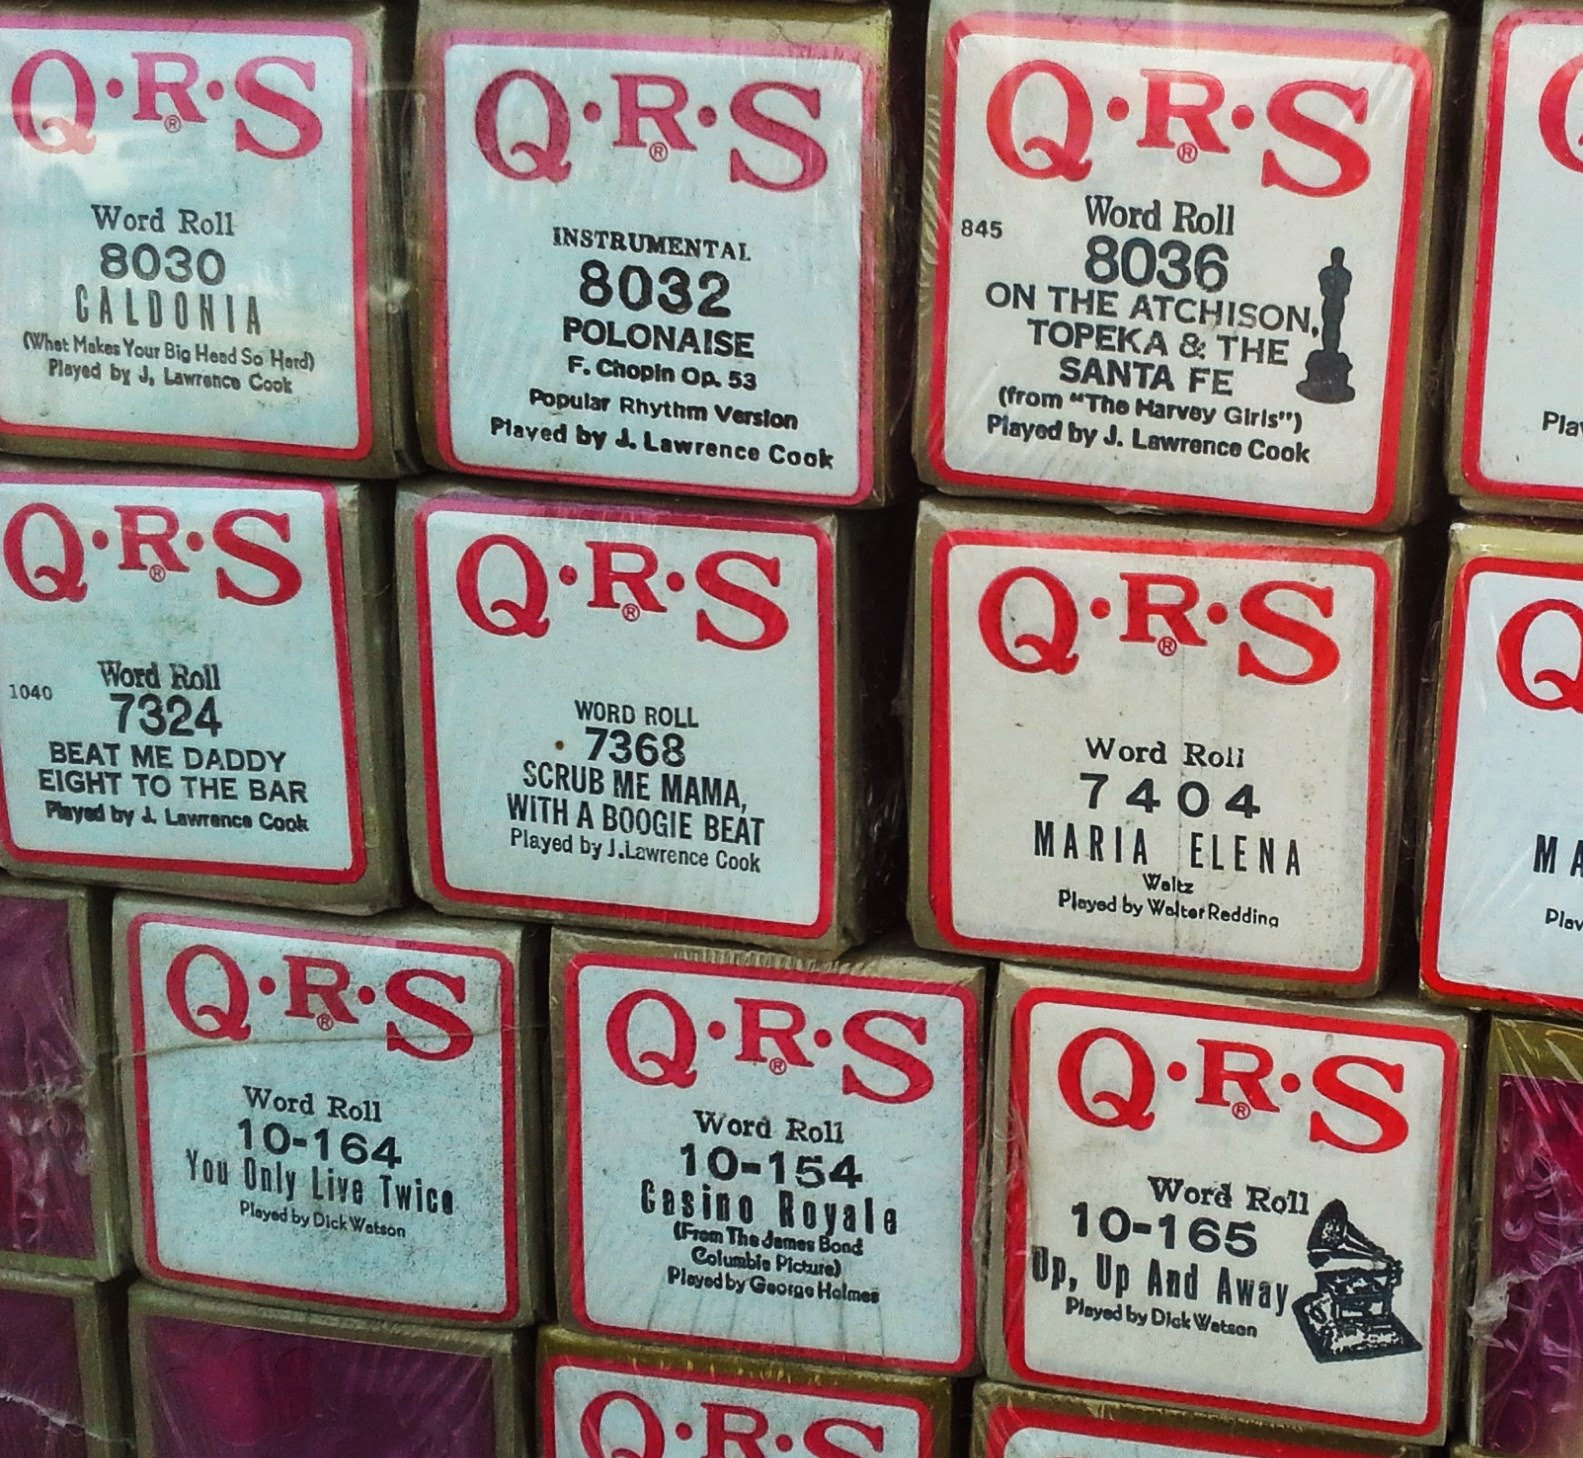 Q·R·S
®
Word Roll
8030
CALDONIA
(What Makes Your Big Head So Hard)
Played by J. Lawrence Cook
Q·R·S
®
INSTRUMENTAL
8032
POLONAISE
F. Chopin Op. 53
Popular Rhythm Version
Played by J. Lawrence Cook
Q·R·S
®
Word Roll
845
8036
ON THE ATCHISON,
TOPEKA & THE
SANTA FE
(from "The Harvey Girls")
Played by J. Lawrence Cook
Q·R·S
®
Word Roll
1040
7324
BEAT ME DADDY
EIGHT TO THE BAR
Played by J. Lawrence Cook
Q·R·S
®
WORD ROLL
7368
SCRUB ME MAMA,
WITH A BOOGIE BEAT
Played by J. Lawrence Cook
Q·R·S
®
Word Roll
7404
MARIA ELENA
Waltz
Played by Walter Redding
Q
Q·R·S
®
Word Roll
10-164
You Only Live Twice
Played by Dick Watson
Q·R·S
®
Word Roll
10-154
Casino Royale
(From The James Bond
Columbia Picture)
Played by George Holmes
Q·R·S
®
Word Roll
10-165
Up, Up And Away
Played by Dick Watson
Q·R·S